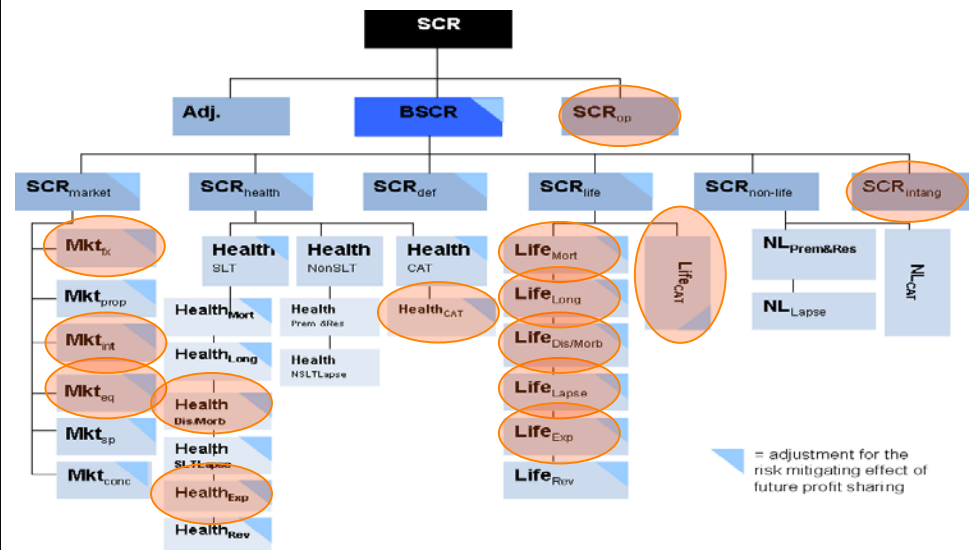 SCR
Adj.
BSCR
SCRop
SCRmarket
SCRhealth
SCRdef
SCRlife
SCRnon-life
SCRintang
Mktfx
Mktprop
Mktint
Mkteq
Mktsp
Mktconc
Health
SLT
HealthMort
HealthLong
Health
Dis/Morb
Health
SLTLapse
HealthExp
HealthRev
Health
NonSLT
Health
Prem &Res
Health
NSLTLapse
Health
CAT
HealthCAT
LifeMort
LifeLong
LifeDis/Morb
LifeLapse
LifeExp
LifeRev
LifeCAT
NLPrem&Res
NLLapse
NLCAT
= adjustment for the
risk mitigating effect of
future profit sharing